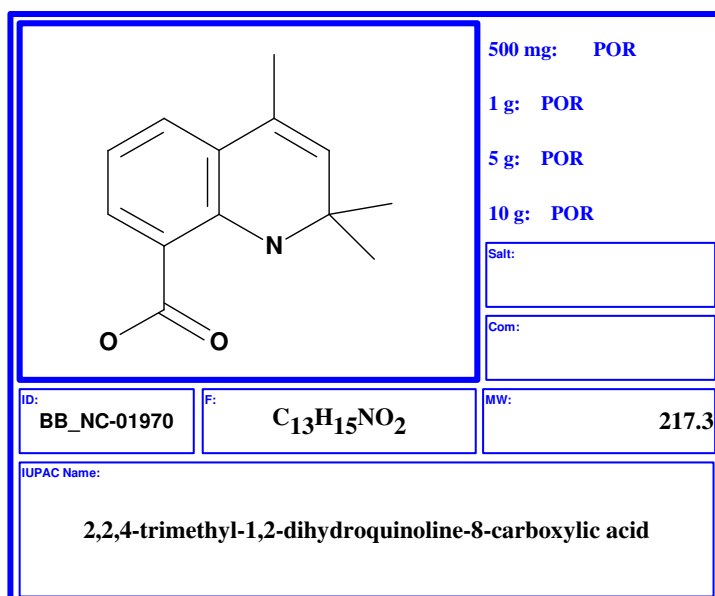 500 mg: POR
1 g: POR
5 g: POR
10 g: POR
N
O
O
Salt:
Com:
ID:
BB_NC-01970
F:
C₁₃H₁₅NO₂
MW:
217.3
IUPAC Name:
2,2,4-trimethyl-1,2-dihydroquinoline-8-carboxylic acid